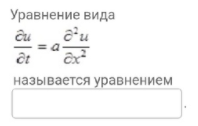 Уравнение вида
∂u/∂t = a ∂²u/∂x²
называется уравнением
.